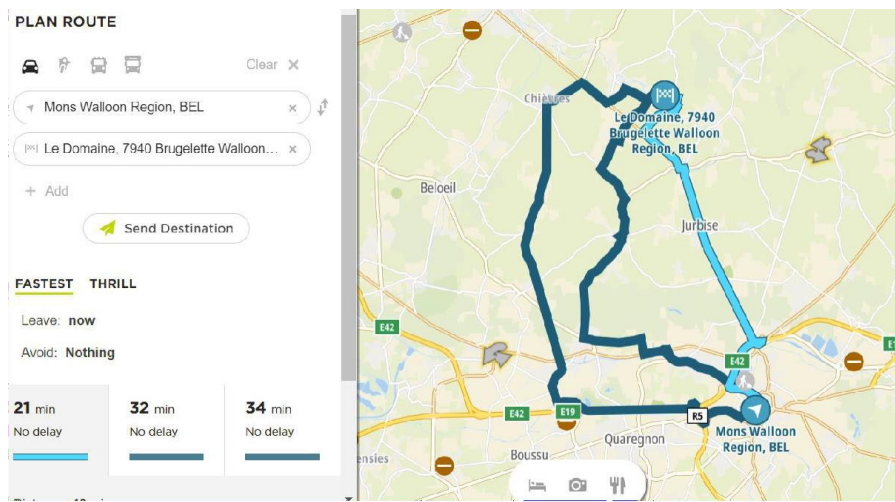 PLAN ROUTE
Clear
Mons Walloon Region, BEL
Le Domaine, 7940 Brugelette Walloon...
+ Add
Send Destination
FASTEST THRILL
Leave: now
Avoid: Nothing
21 min
No delay
32 min
No delay
34 min
No delay
Chièvres
Le Domaine, 7940
Brugelette Walloon
Region, BEL
Beloeil
Jurbise
E42
E42
E42
E19
R5
Mons Walloon
Region, BEL
Quaregnon
Boussu